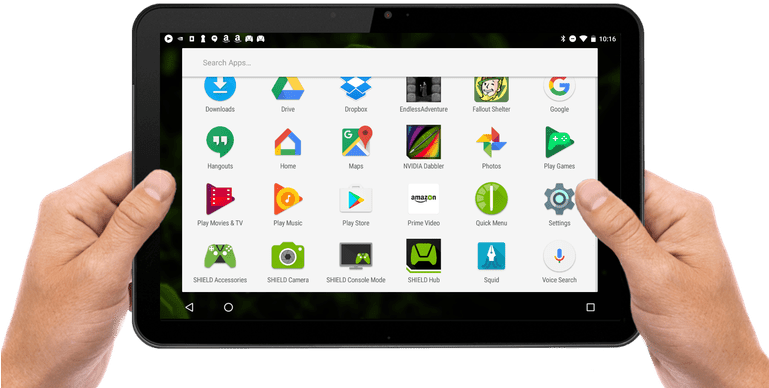 10:16
Search Apps...
Downloads Drive Dropbox EndlessAdventure Fallout Shelter Google
Hangouts Home Maps NVIDIA Dabbler Photos Play Games
amazon
Play Movies & TV Play Music Play Store Prime Video Quick Menu Settings
SHIELD Accessories SHIELD Camera SHIELD Console Mode SHIELD Hub Squid Voice Search